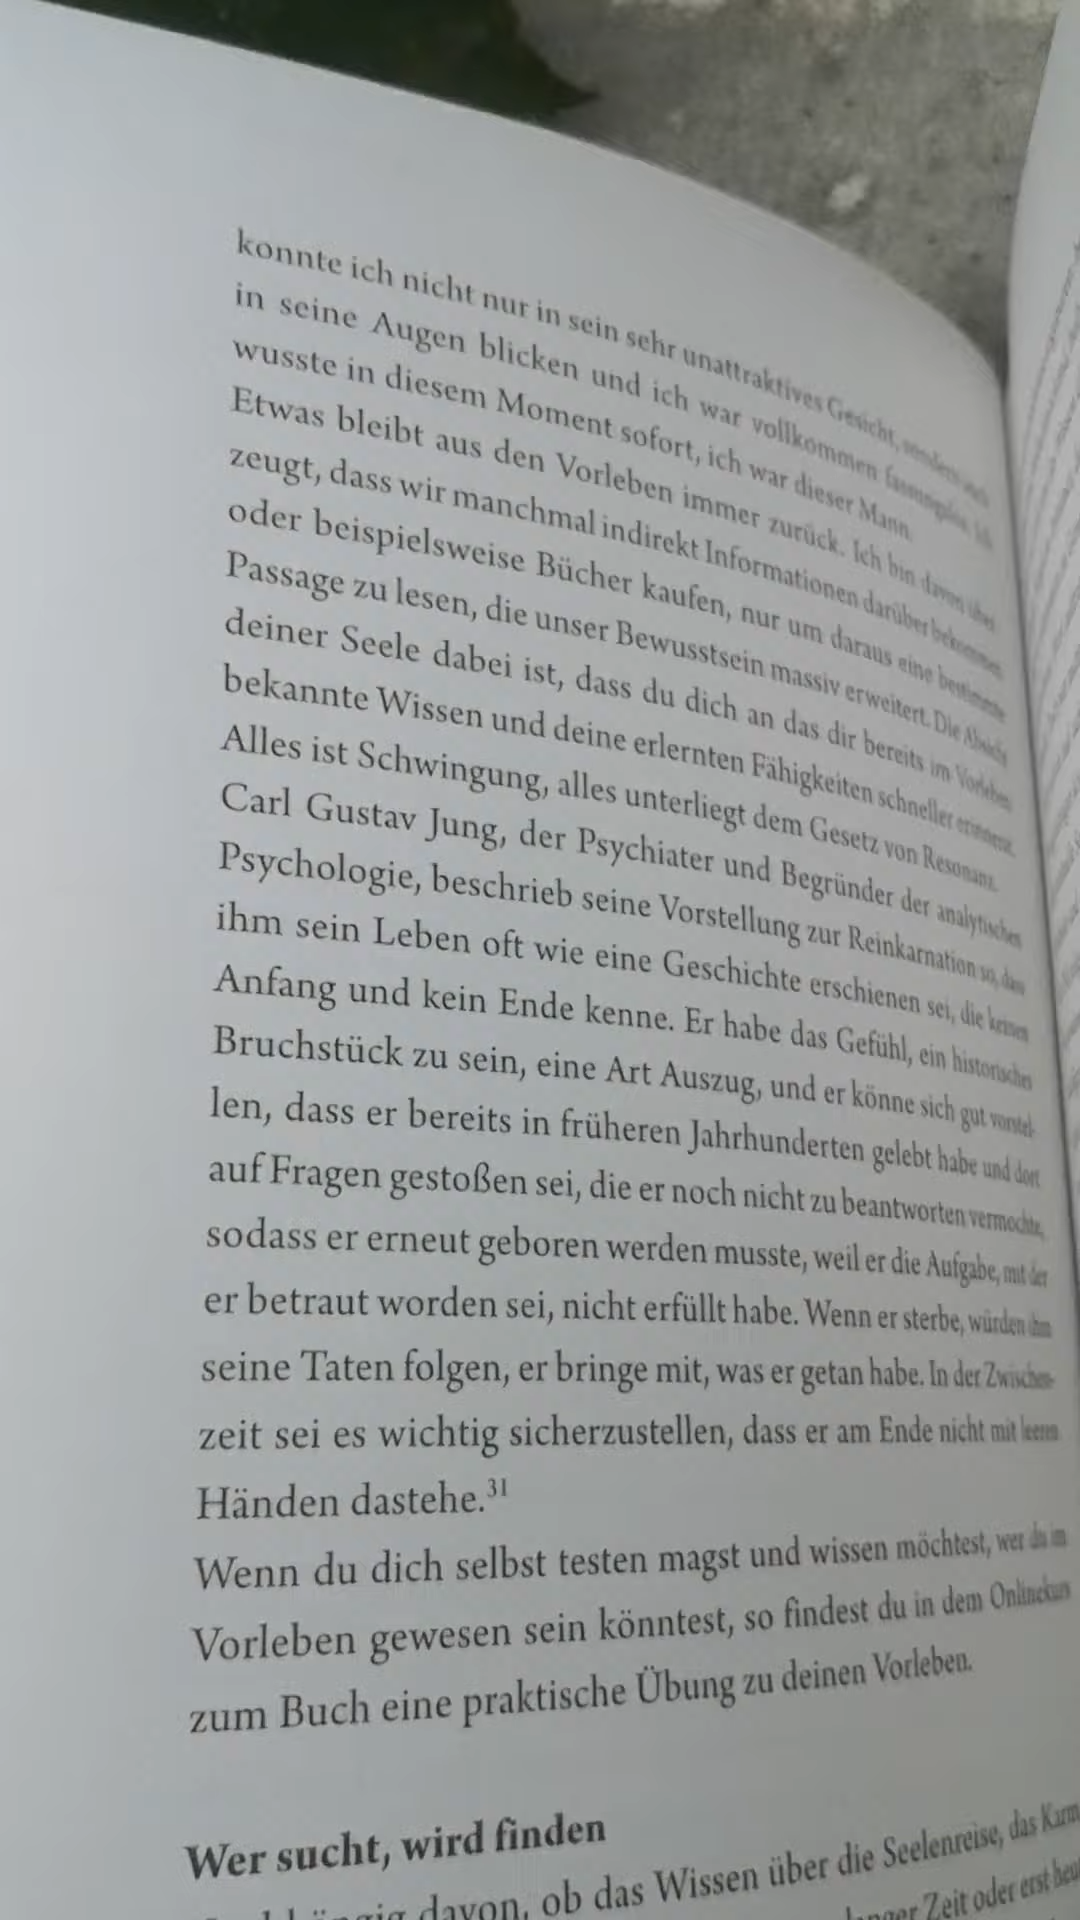 konnte ich nicht nur in sein sehr unattraktives Gesicht, sondern auch
in seine Augen blicken und ich war vollkommen fassungslos. Ich
wusste in diesem Moment sofort, ich war dieser Mann.
Etwas bleibt aus den Vorleben immer zurück. Ich bin davon über-
zeugt, dass wir manchmal indirekt Informationen darüber bekommen
oder beispielsweise Bücher kaufen, nur um daraus eine bestimmte
Passage zu lesen, die unser Bewusstsein massiv erweitert. Die Absicht
deiner Seele dabei ist, dass du dich an das dir bereits im Vorleben
bekannte Wissen und deine erlernten Fähigkeiten schneller erinnerst.
Alles ist Schwingung, alles unterliegt dem Gesetz von Resonanz.
Carl Gustav Jung, der Psychiater und Begründer der analytischen
Psychologie, beschrieb seine Vorstellung zur Reinkarnation so, dass
ihm sein Leben oft wie eine Geschichte erschienen sei, die keinen
Anfang und kein Ende kenne. Er habe das Gefühl, ein historisches
Bruchstück zu sein, eine Art Auszug, und er könne sich gut vorstel-
len, dass er bereits in früheren Jahrhunderten gelebt habe und dort
auf Fragen gestoßen sei, die er noch nicht zu beantworten vermochte,
sodass er erneut geboren werden musste, weil er die Aufgabe, mit der
er betraut worden sei, nicht erfüllt habe. Wenn er sterbe, würden ihm
seine Taten folgen, er bringe mit, was er getan habe. In der Zwischen-
zeit sei es wichtig sicherzustellen, dass er am Ende nicht mit leeren
Händen dastehe.31
Wenn du dich selbst testen magst und wissen möchtest, wer du im
Vorleben gewesen sein könntest, so findest du in dem Onlinekurs
zum Buch eine praktische Übung zu deinen Vorleben.
Wer sucht, wird finden
davon, ob das Wissen über die Seelenreise, das Karm
Zeit oder erst heu